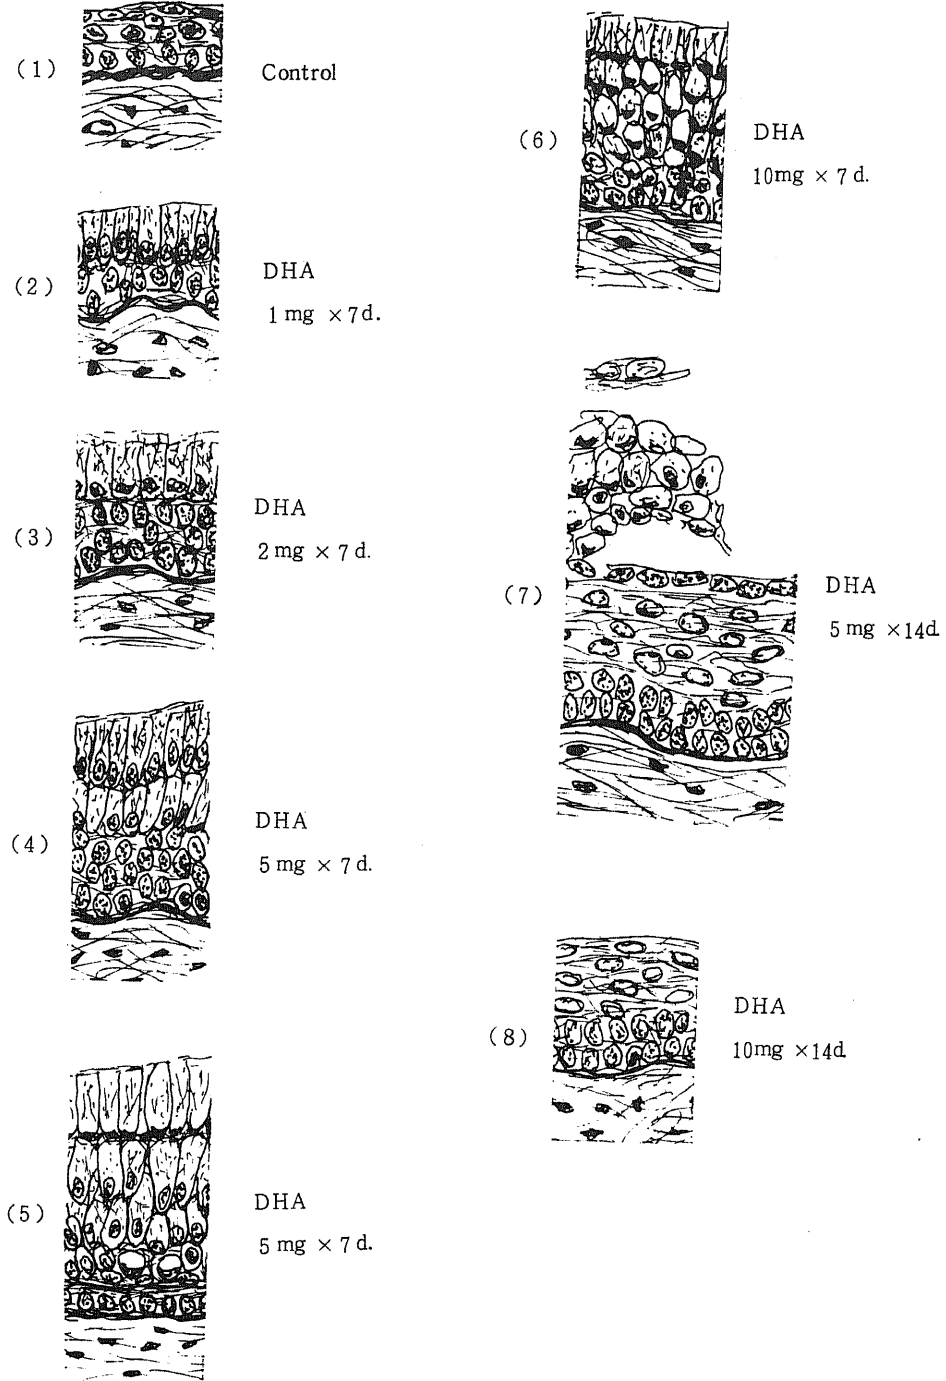 (1)
Control
(2)
DHA
1 mg × 7 d.
(3)
DHA
2 mg × 7 d.
(4)
DHA
5 mg × 7 d.
(5)
DHA
5 mg × 7 d.
(6)
DHA
10mg × 7 d.
(7)
DHA
5 mg ×14d.
(8)
DHA
10mg ×14d